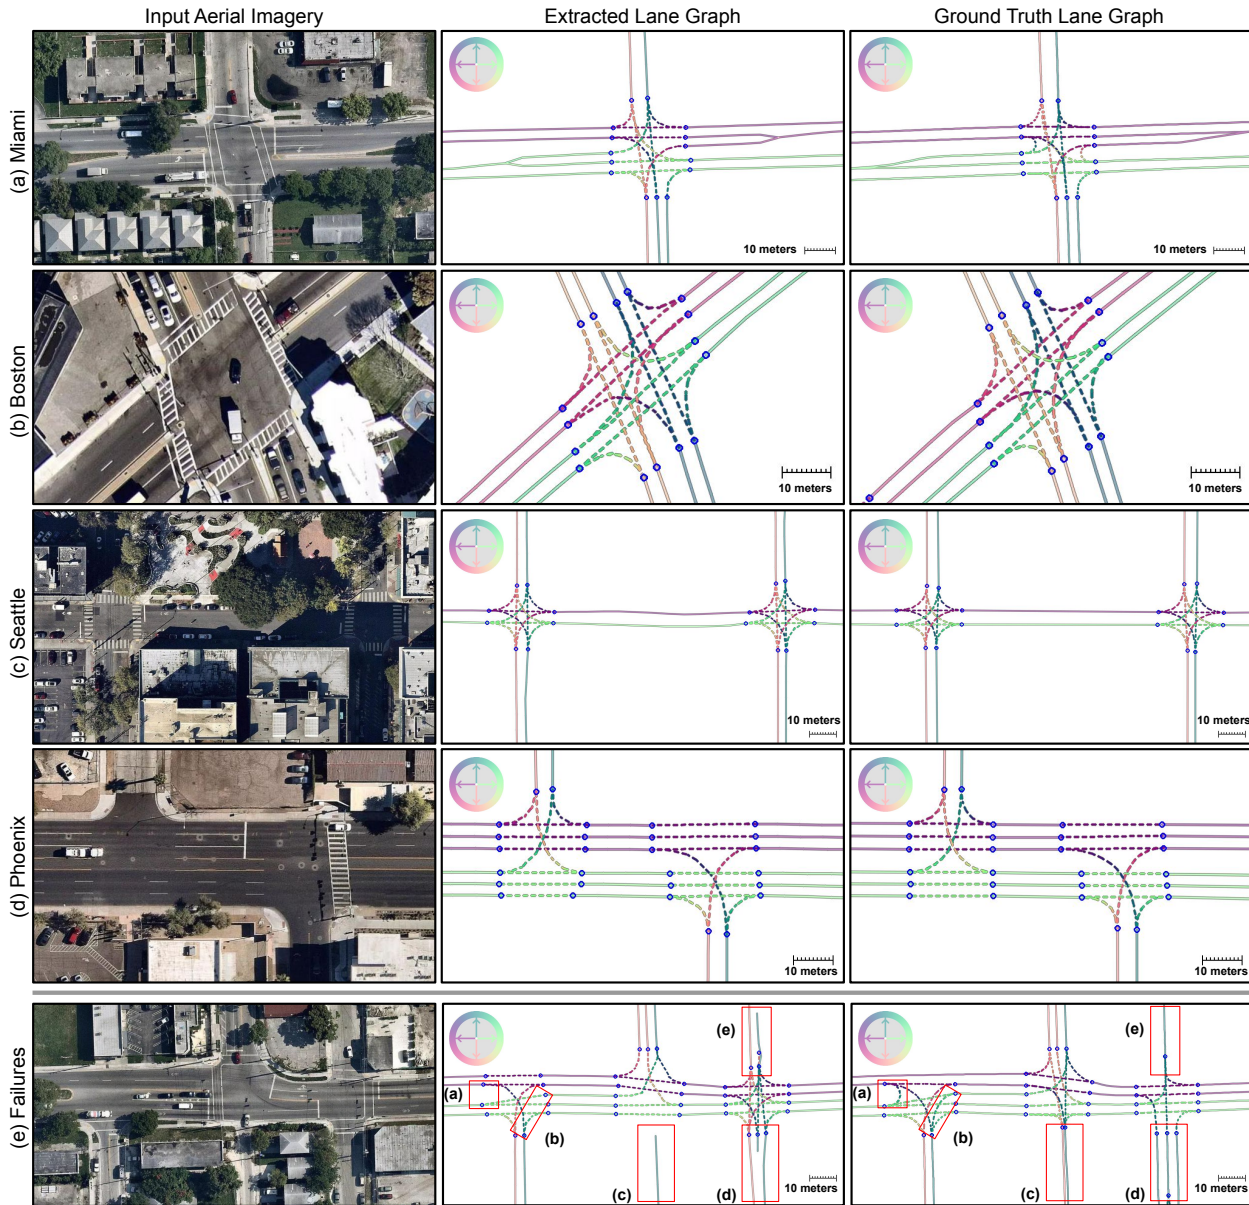 Input Aerial Imagery Extracted Lane Graph Ground Truth Lane Graph
(a) Miami
10 meters 10 meters
(b) Boston
10 meters 10 meters
(c) Seattle
10 meters 10 meters
(d) Phoenix
10 meters 10 meters
(e) Failures
(e) (e)
(a) (a)
(b) (b)
(c) (d) (c) (d)
10 meters 10 meters